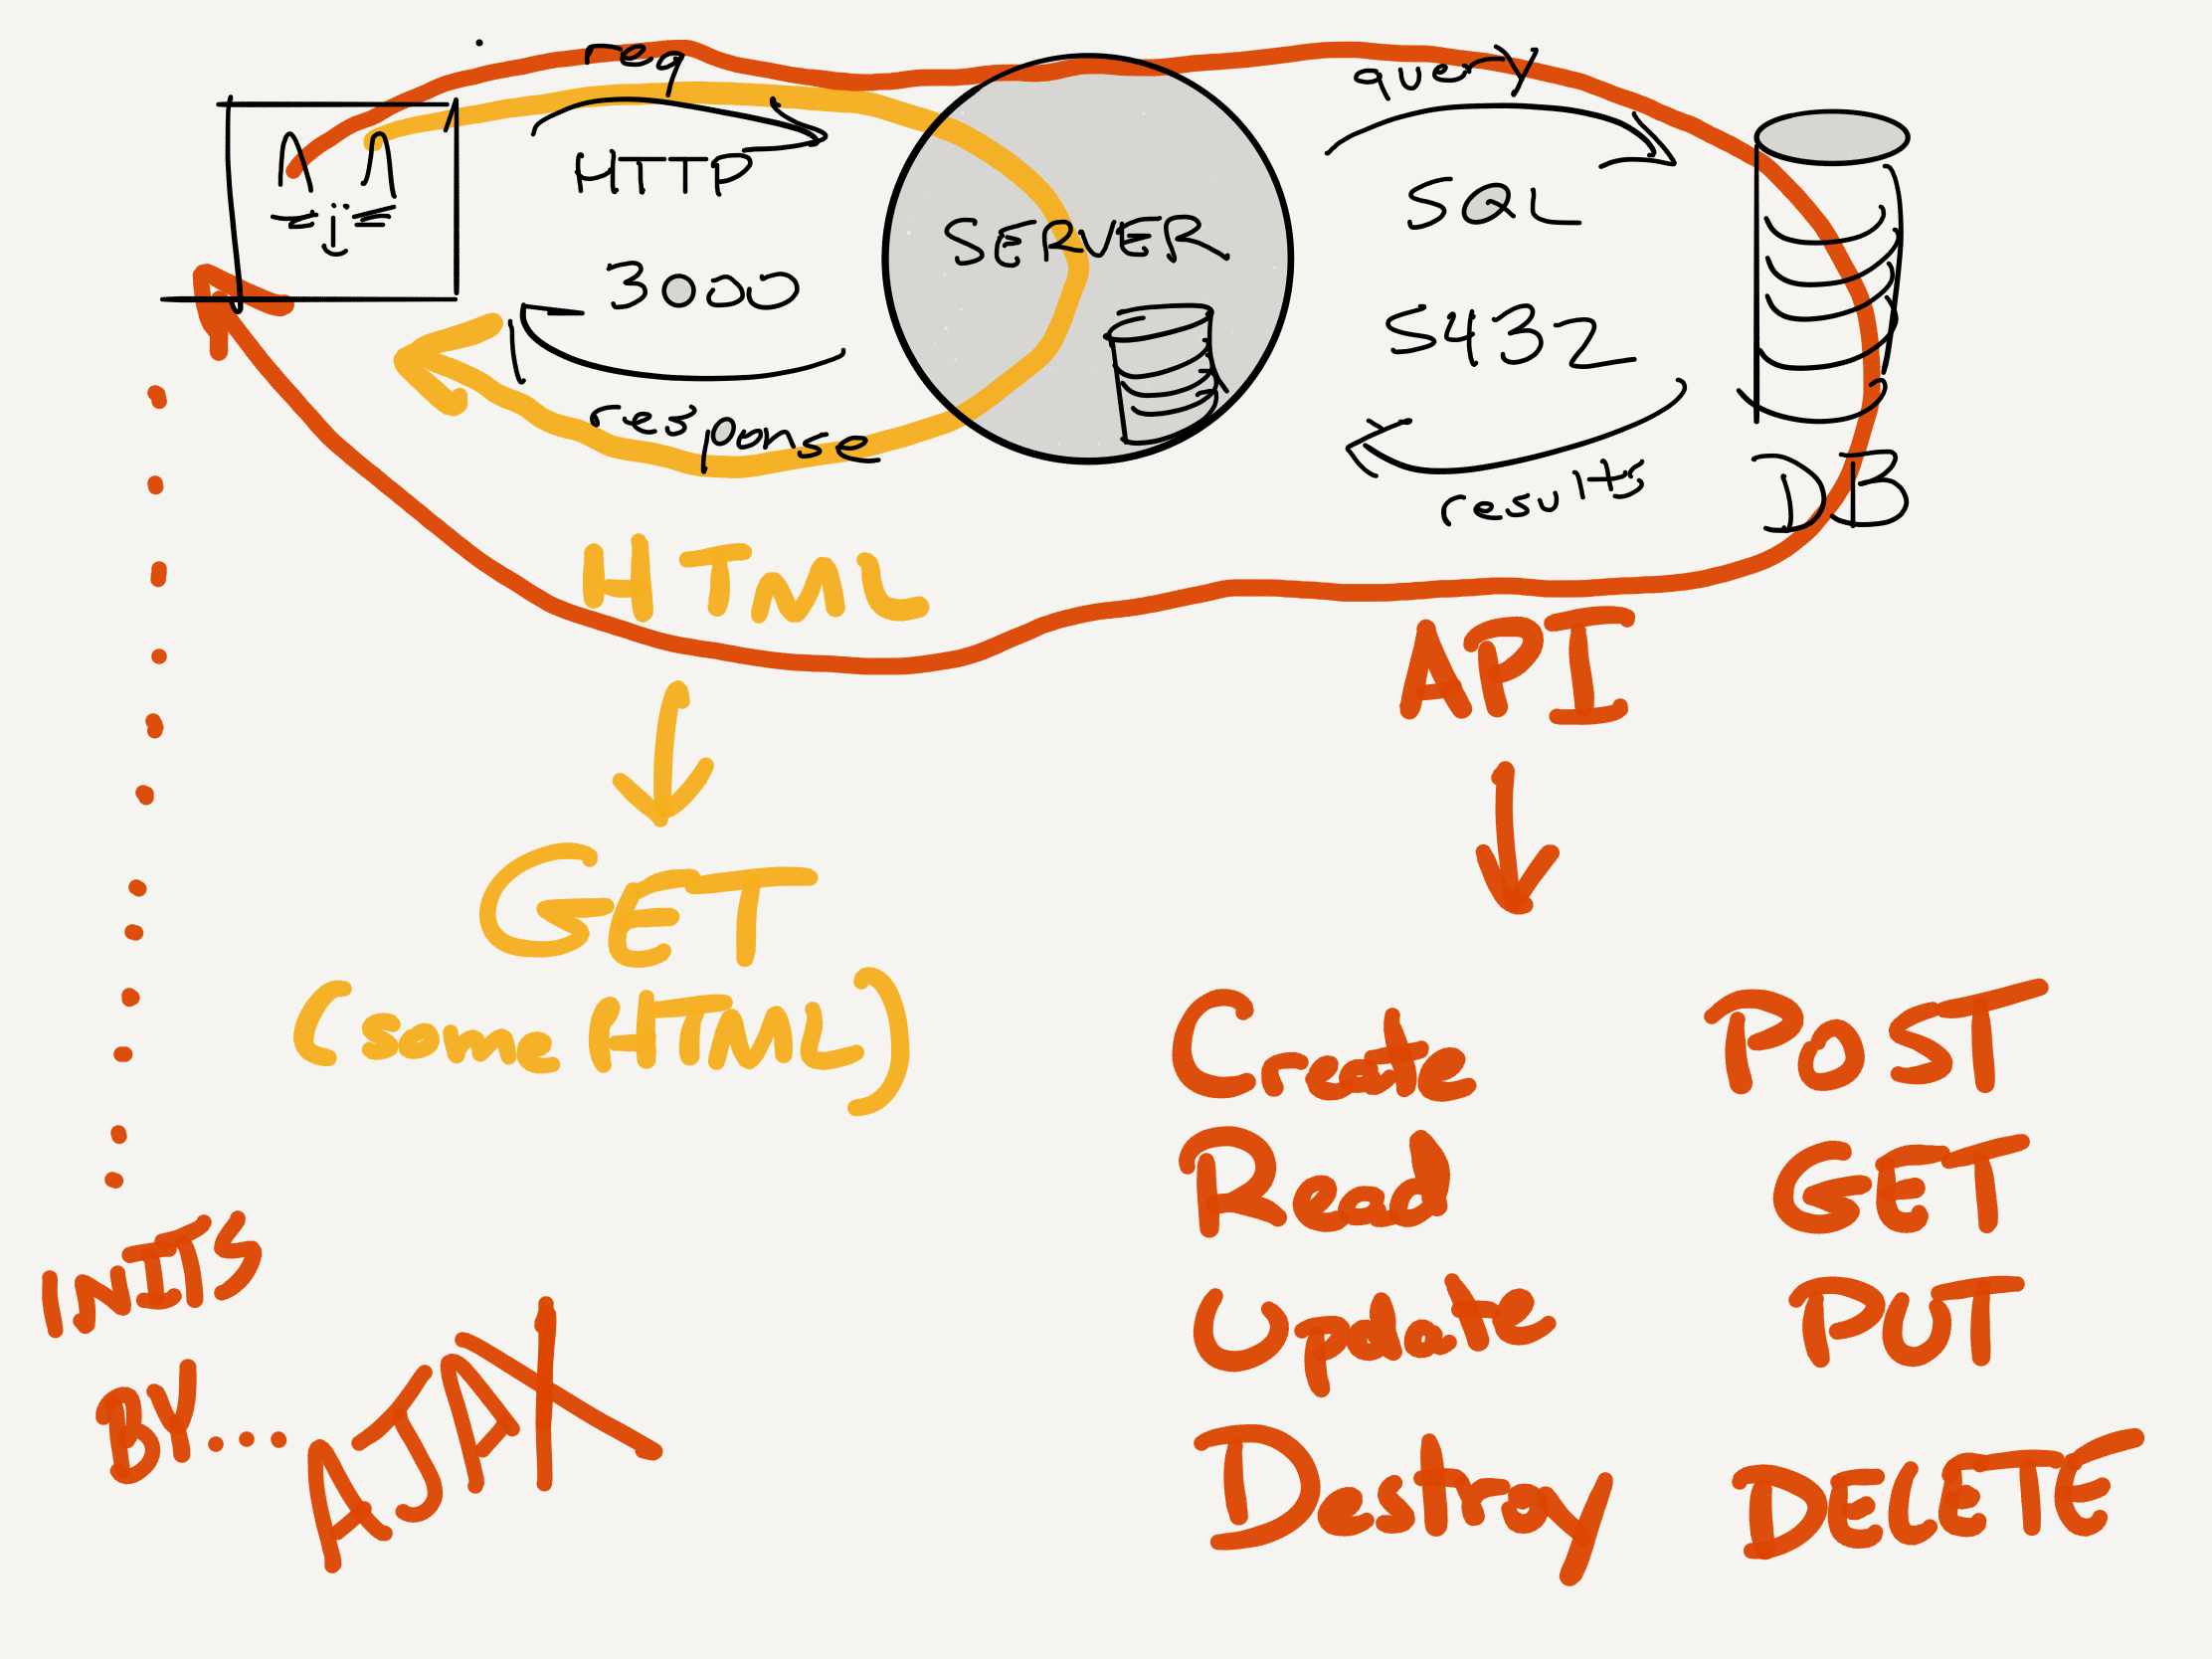 req
query
HTTP
SQL
SERVER
3000
5432
response
results
DB
HTML
API
GET
(some HTML)
Create POST
Read GET
Update PUT
Destroy DELETE
INITS
BY....
AJAX